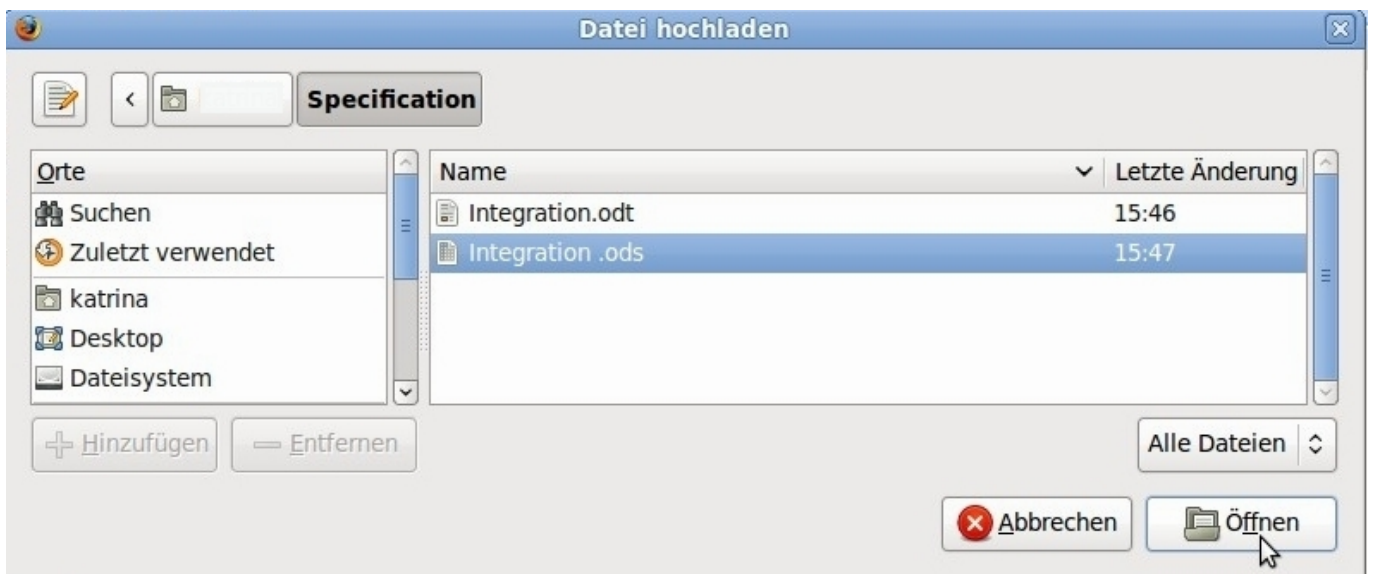 Datei hochladen
Specification
Orte
Name
Letzte Änderung
Suchen
Integration.odt
15:46
Zuletzt verwendet
Integration .ods
15:47
katrina
Desktop
Dateisystem
Hinzufügen
Entfernen
Alle Dateien
Abbrechen
Öffnen